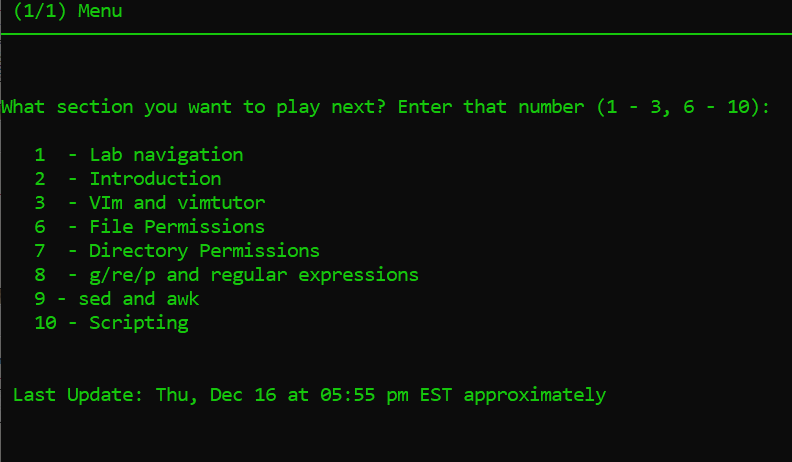 (1/1) Menu
What section you want to play next? Enter that number (1 - 3, 6 - 10):
1 - Lab navigation
2 - Introduction
3 - VIm and vimtutor
6 - File Permissions
7 - Directory Permissions
8 - g/re/p and regular expressions
9 - sed and awk
10 - Scripting
Last Update: Thu, Dec 16 at 05:55 pm EST approximately